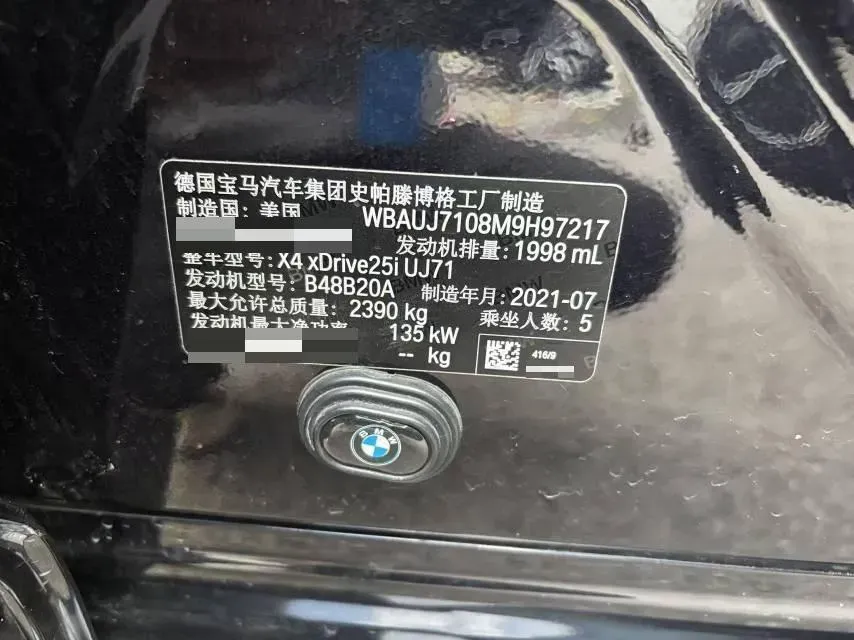 德国宝马汽车集团史帕滕博格工厂制造
制造国：美国
WBAUJ7108M9H97217
发动机排量：1998 mL
整车型号：X4 xDrive25i UJ71
发动机型号：B48B20A 制造年月：2021-07
最大允许总质量：2390 kg 乘坐人数：5
发动机最大净功率 135 kW
-- kg
416/9
BMW